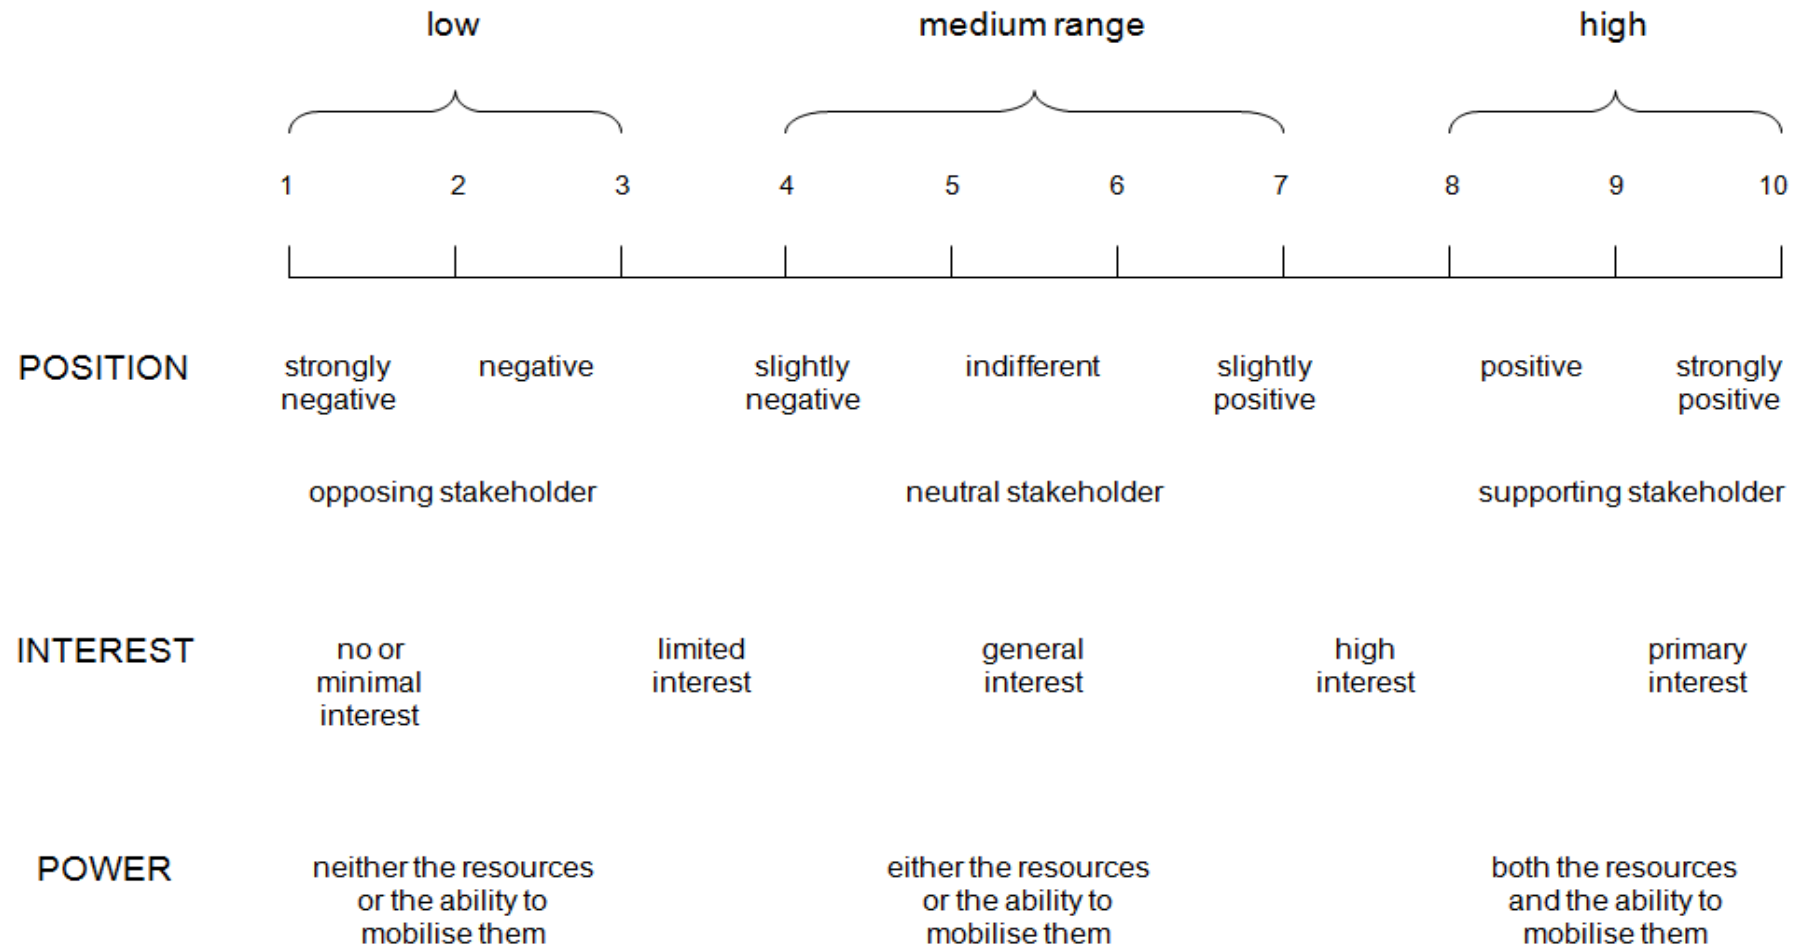 low medium range high
1 2 3 4 5 6 7 8 9 10
POSITION strongly negative slightly indifferent slightly positive strongly
negative negative positive positive
opposing stakeholder neutral stakeholder supporting stakeholder
INTEREST no or limited general high primary
minimal interest interest interest interest
interest
POWER neither the resources either the resources both the resources
or the ability to or the ability to and the ability to
mobilise them mobilise them mobilise them